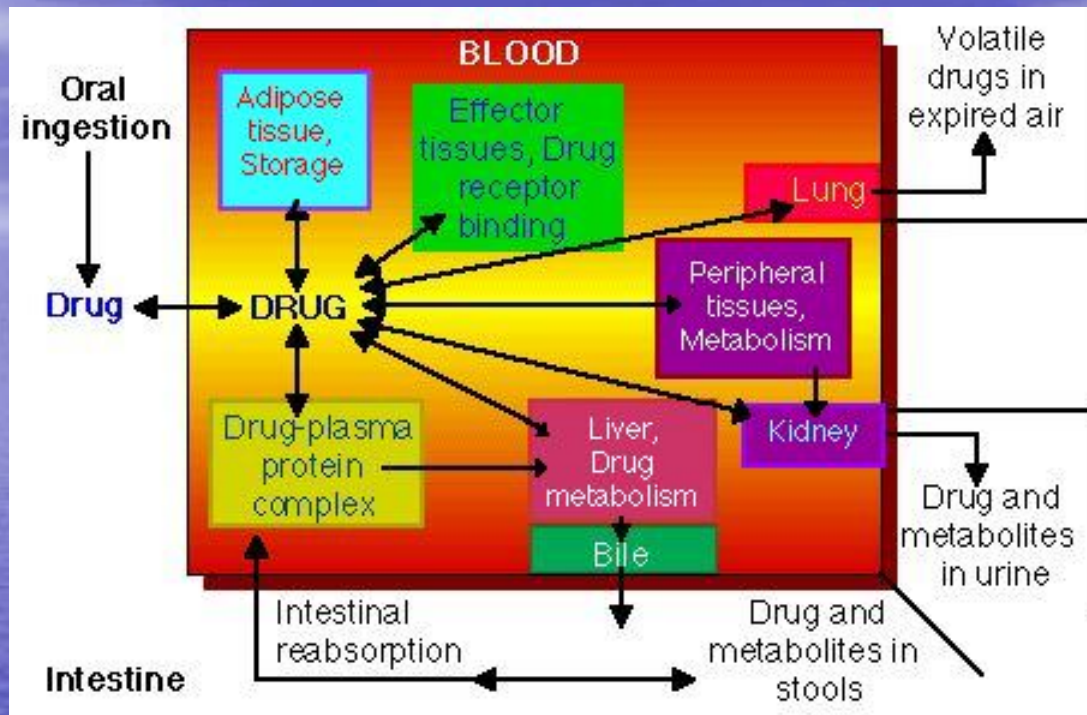 BLOOD
Oral
ingestion
Drug
DRUG
Adipose
tissue,
Storage
Effector
tissues, Drug
receptor
binding
Lung
Volatile
drugs in
expired air
Peripheral
tissues,
Metabolism
Kidney
Drug and
metabolites
in urine
Drug-plasma
protein
complex
Liver,
Drug
metabolism
Bile
Intestinal
reabsorption
Drug and
metabolites in
stools
Intestine